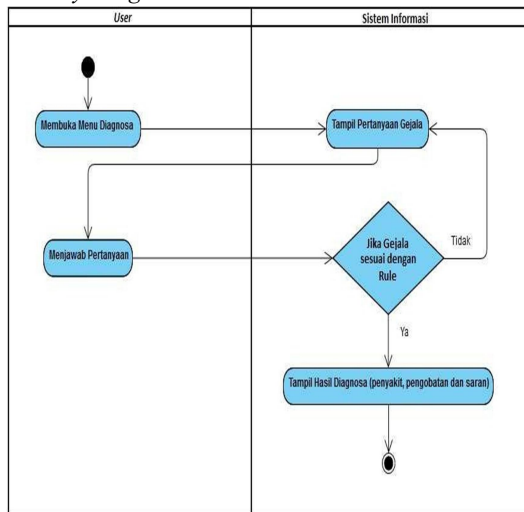 User
Sistem Informasi
Membuka Menu Diagnosa
Tampil Pertanyaan Gejala
Menjawab Pertanyaan
Jika Gejala
sesuai dengan
Rule
Tidak
Ya
Tampil Hasil Diagnosa (penyakit, pengobatan dan saran)